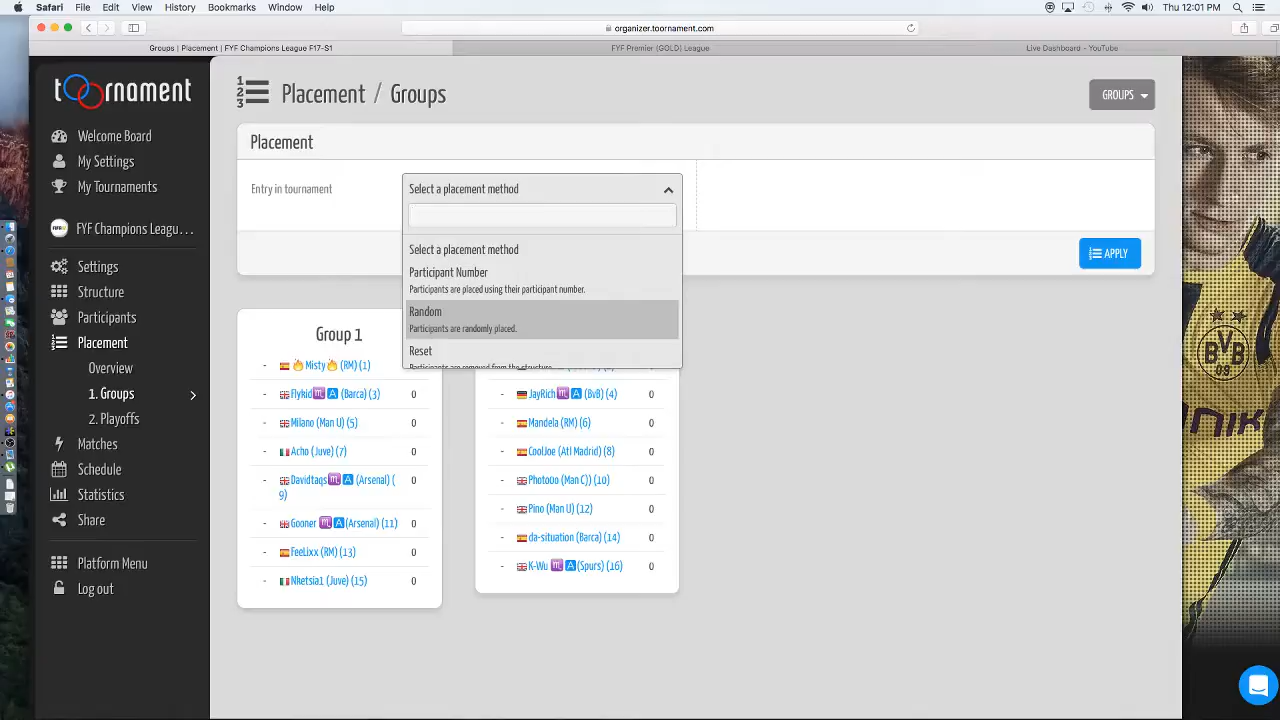 Safari File Edit View History Bookmarks Window Help Thu 12:01 PM
organizer.toornament.com
Groups | Placement | FYF Champions League F17-S1
FYF Premier (GOLD) League
Live Dashboard - YouTube
toornament
Welcome Board
My Settings
My Tournaments
FYF Champions Leagu...
Settings
Structure
Participants
Placement
Overview
1. Groups
2. Playoffs
Matches
Schedule
Statistics
Share
Platform Menu
Log out
Placement / Groups
GROUPS
Placement
Entry in tournament
Select a placement method
Select a placement method
Participant Number
Participants are placed using their participant number.
Random
Participants are randomly placed.
Reset
Participants are removed from the structure.
APPLY
Group 1
- 🔥Misty🔥 (RM) (1)
- Flykid♏🅰 (Barca) (3) 0
- Milano (Man U) (5) 0
- Acho (Juve) (7) 0
- Davidtaqs♏🅰 (Arsenal) (
9) 0
- Gooner ♏🅰(Arsenal) (11) 0
- FeeLixx (RM) (13) 0
- Nketsia1 (Juve) (15) 0
- JayRich♏🅰 (BvB) (4) 0
- Mandela (RM) (6) 0
- CoolJoe (Atl Madrid) (8) 0
- Photo0o (Man C)) (10) 0
- Pino (Man U) (12) 0
- da-situation (Barca) (14) 0
- K-Wu ♏🅰(Spurs) (16) 0
BVB
09